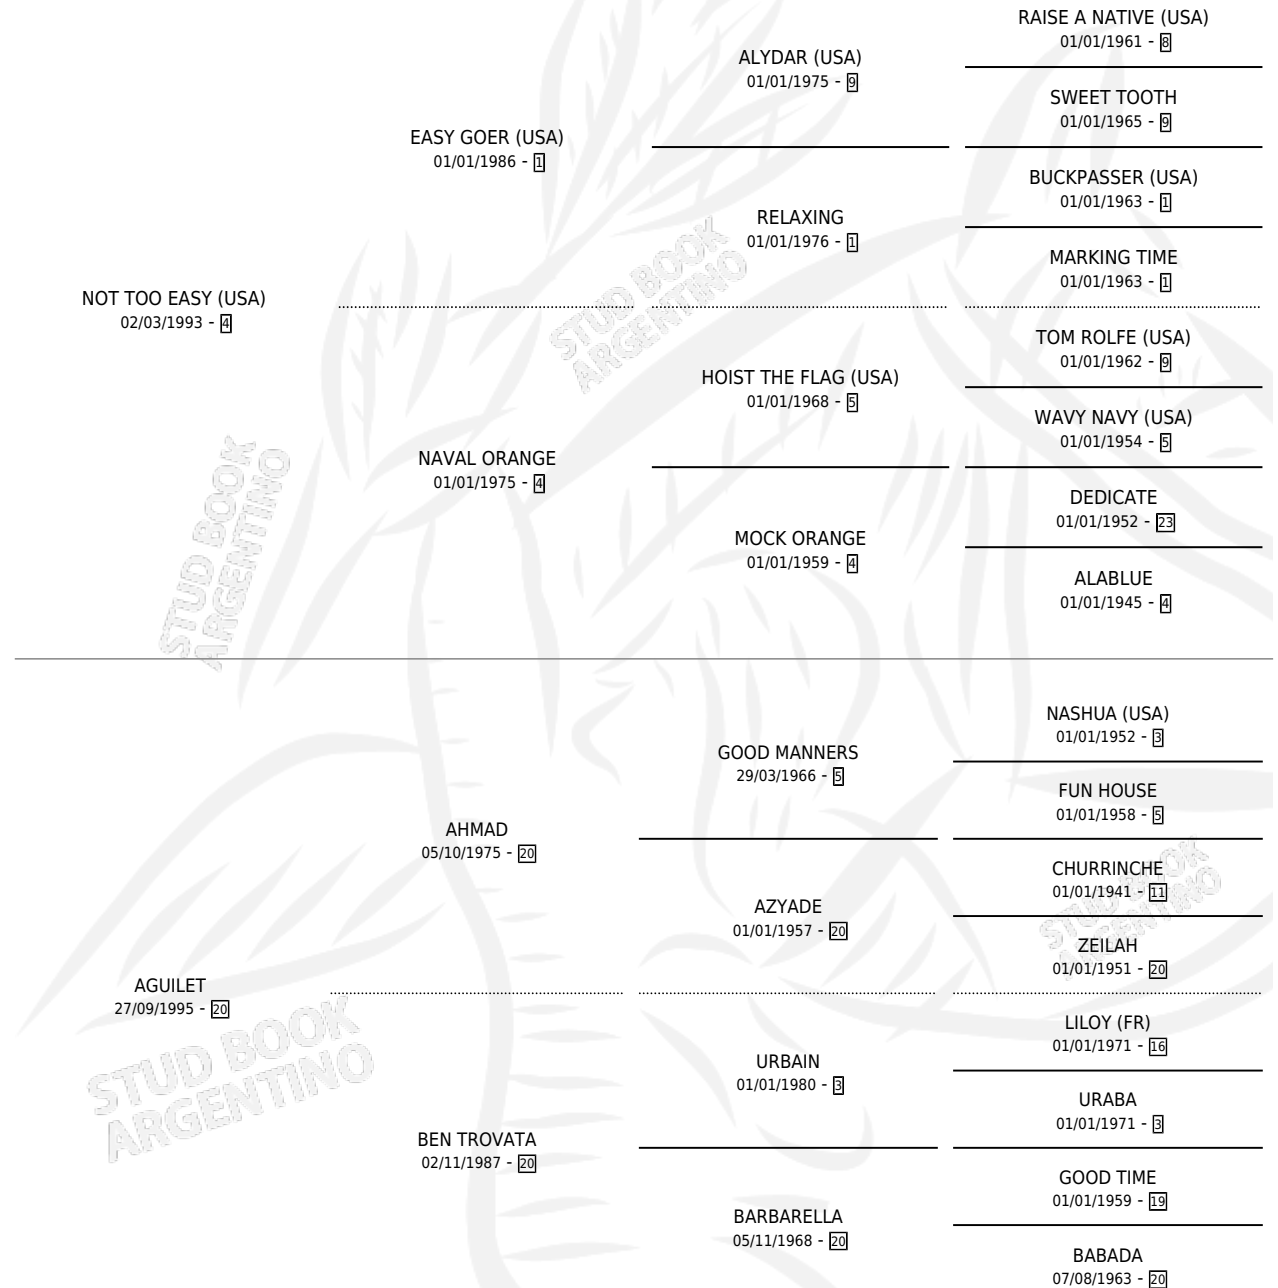 RAISE A NATIVE (USA)
01/01/1961 - 8
ALYDAR (USA)
01/01/1975 - 9
SWEET TOOTH
01/01/1965 - 9
EASY GOER (USA)
01/01/1986 - 1
BUCKPASSER (USA)
01/01/1963 - 1
RELAXING
01/01/1976 - 1
MARKING TIME
01/01/1963 - 1
NOT TOO EASY (USA)
02/03/1993 - 4
TOM ROLFE (USA)
01/01/1962 - 9
HOIST THE FLAG (USA)
01/01/1968 - 5
WAVY NAVY (USA)
01/01/1954 - 5
NAVAL ORANGE
01/01/1975 - 4
DEDICATE
01/01/1952 - 23
MOCK ORANGE
01/01/1959 - 4
ALABLUE
01/01/1945 - 4
STUD BOOK
ARGENTINO
STUD BOOK
ARGENTINO
NASHUA (USA)
01/01/1952 - 3
GOOD MANNERS
29/03/1966 - 5
FUN HOUSE
01/01/1958 - 5
AHMAD
05/10/1975 - 20
CHURRINCHE
01/01/1941 - 11
AZYADE
01/01/1957 - 20
ZEILAH
01/01/1951 - 20
AGUILET
27/09/1995 - 20
LILOY (FR)
01/01/1971 - 16
URBAIN
01/01/1980 - 3
URABA
01/01/1971 - 3
BEN TROVATA
02/11/1987 - 20
GOOD TIME
01/01/1959 - 19
BARBARELLA
05/11/1968 - 20
BABADA
07/08/1963 - 20
STUD BOOK
ARGENTINO
STUD BOOK
ARGENTINO